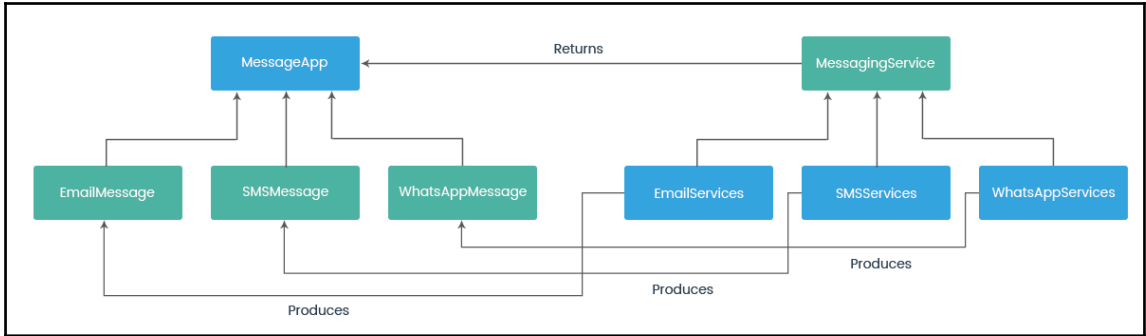 Returns
MessageApp
MessagingService
EmailMessage
SMSMessage
WhatsAppMessage
EmailServices
SMSServices
WhatsAppServices
Produces
Produces
Produces